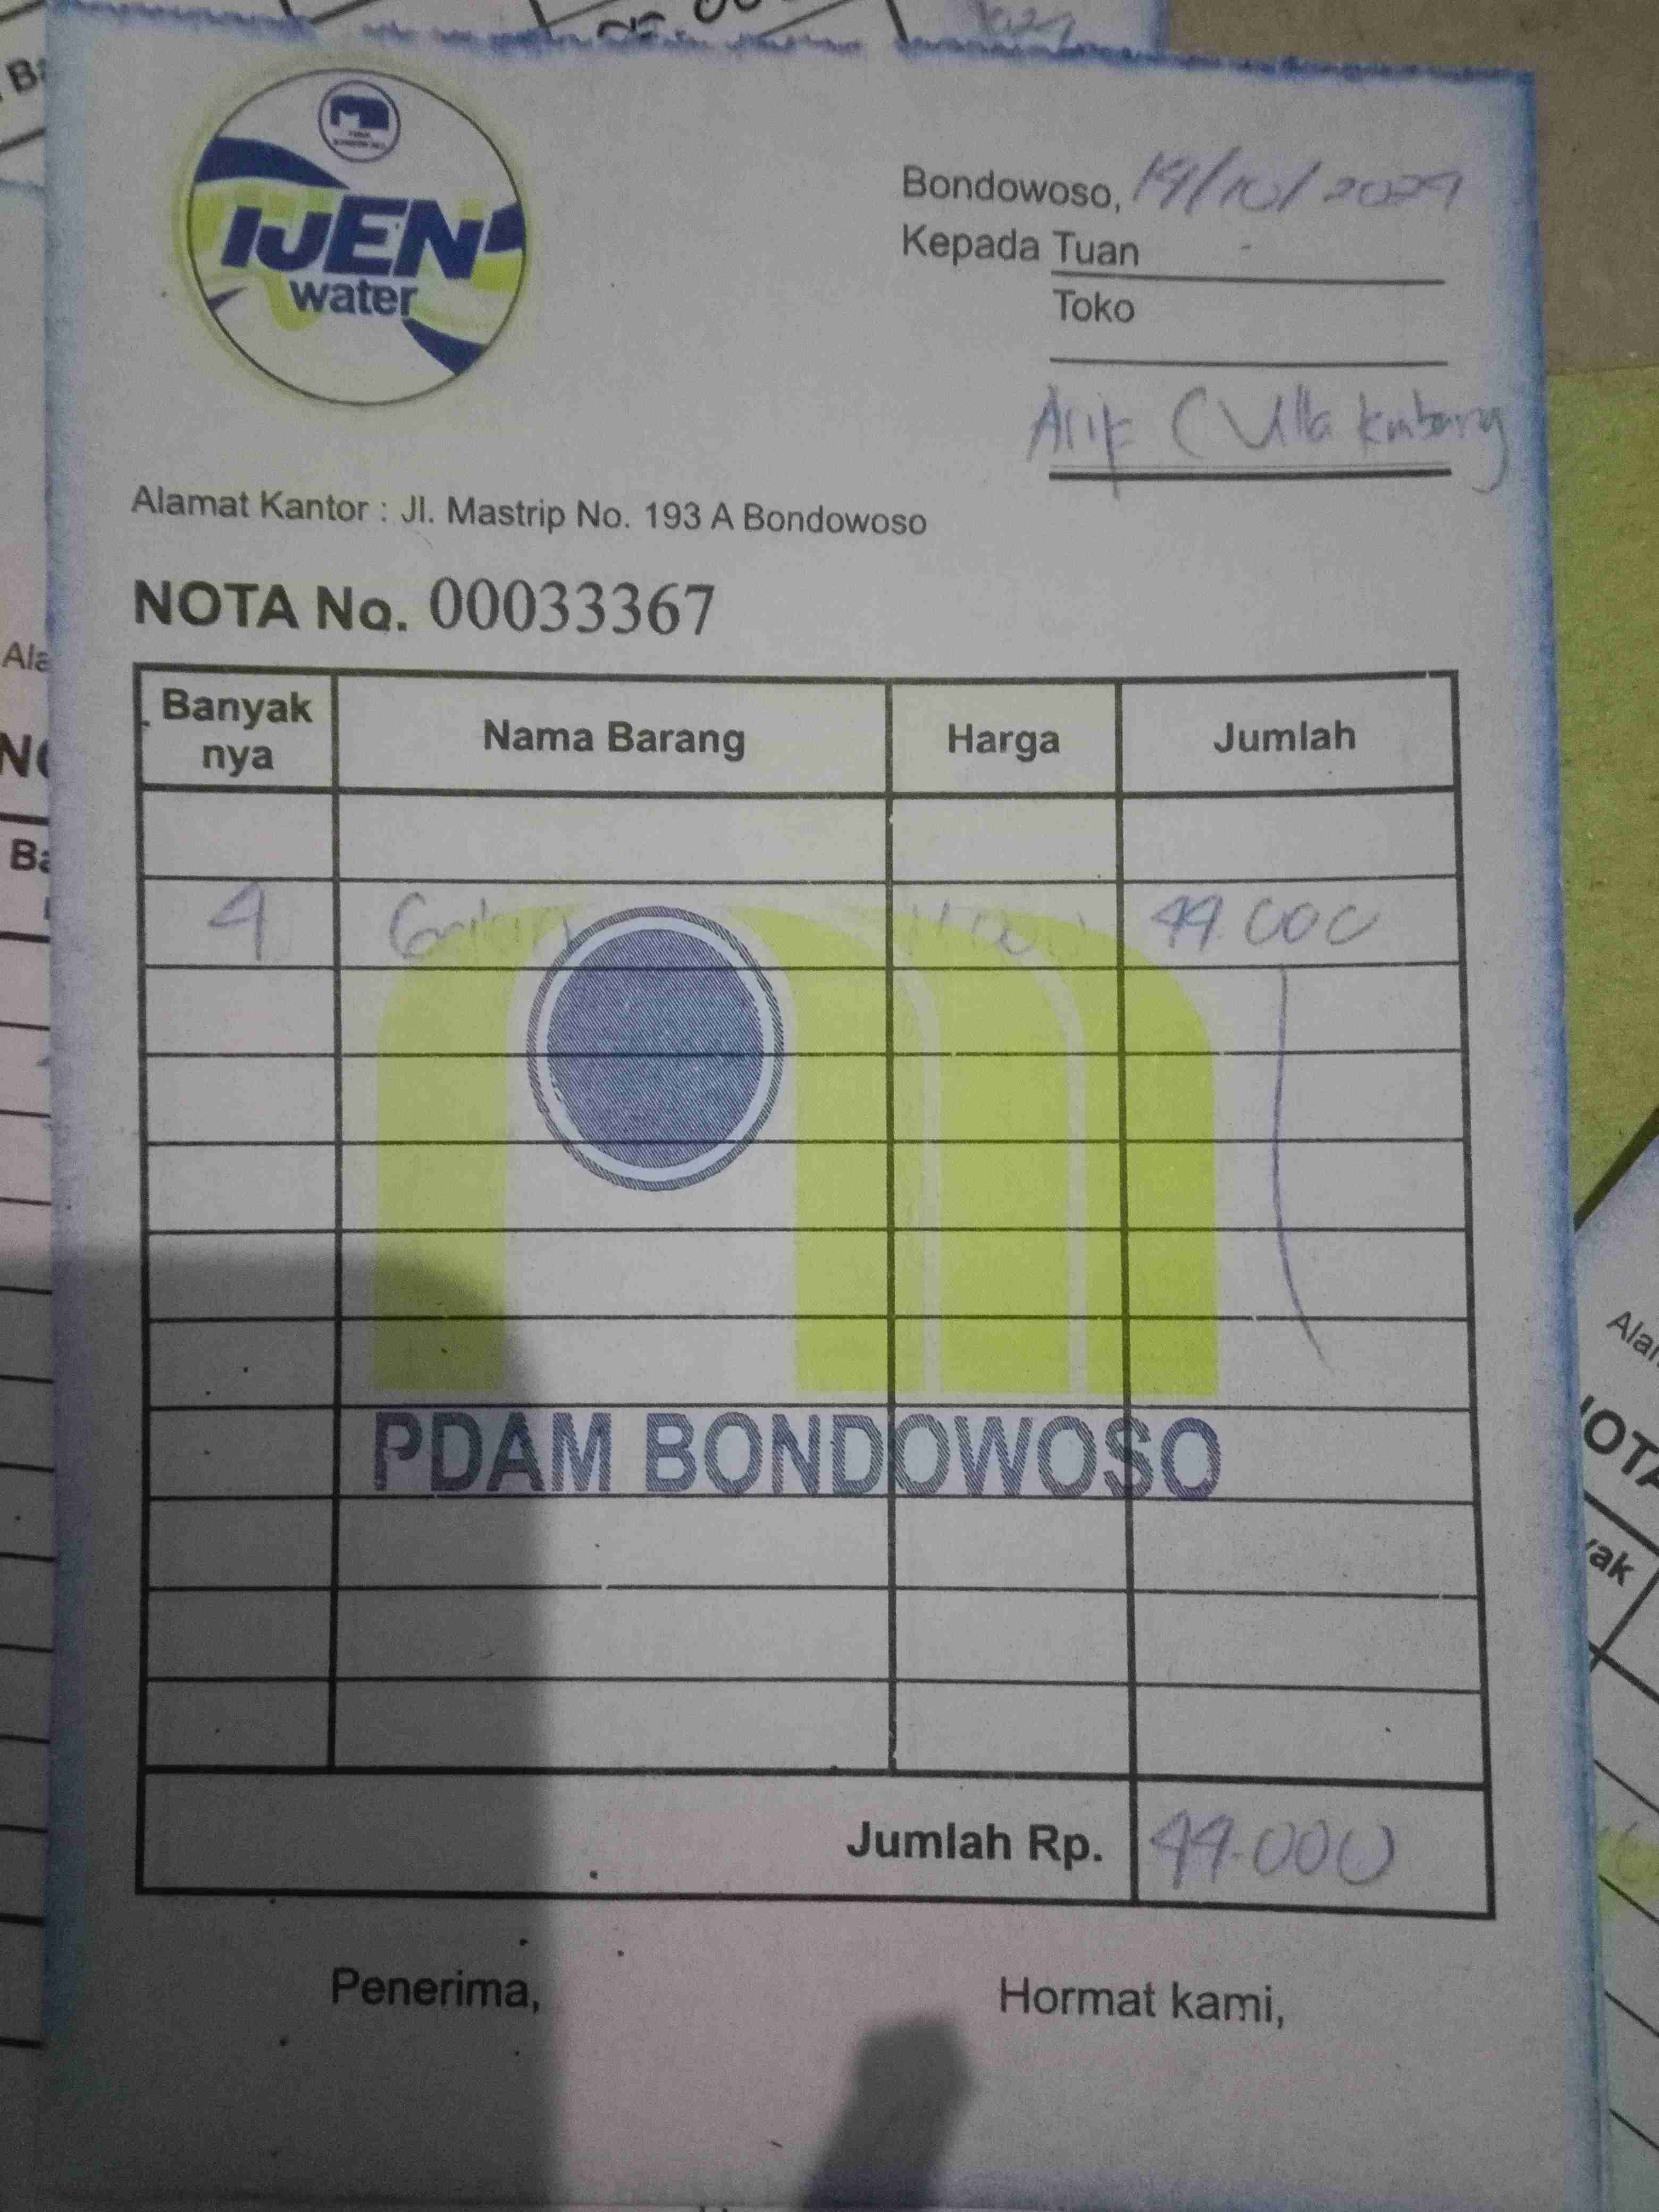 IJEN
water
Bondowoso, 14/10/2024
Kepada Tuan
Toko
Arif (Villa Kmbang
Alamat Kantor : Jl. Mastrip No. 193 A Bondowoso
NOTA No. 00033367
Banyak nya Nama Barang Harga Jumlah
4 Galon 11.000 44.000
PDAM BONDOWOSO
Jumlah Rp. 44.000
Penerima, Hormat kami,